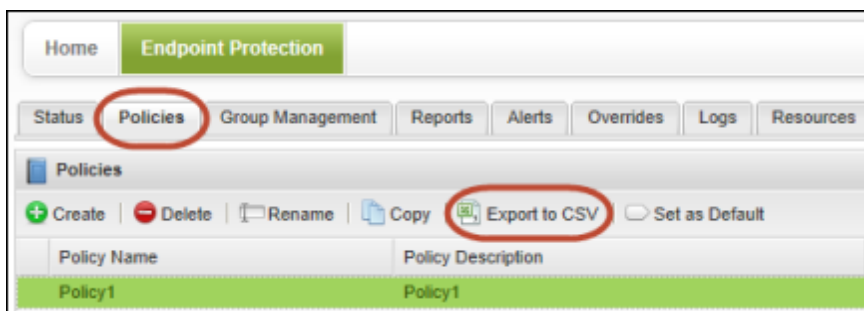 Home Endpoint Protection
Status Policies Group Management Reports Alerts Overrides Logs Resources
Policies
Create Delete Rename Copy Export to CSV Set as Default
Policy Name Policy Description
Policy1 Policy1